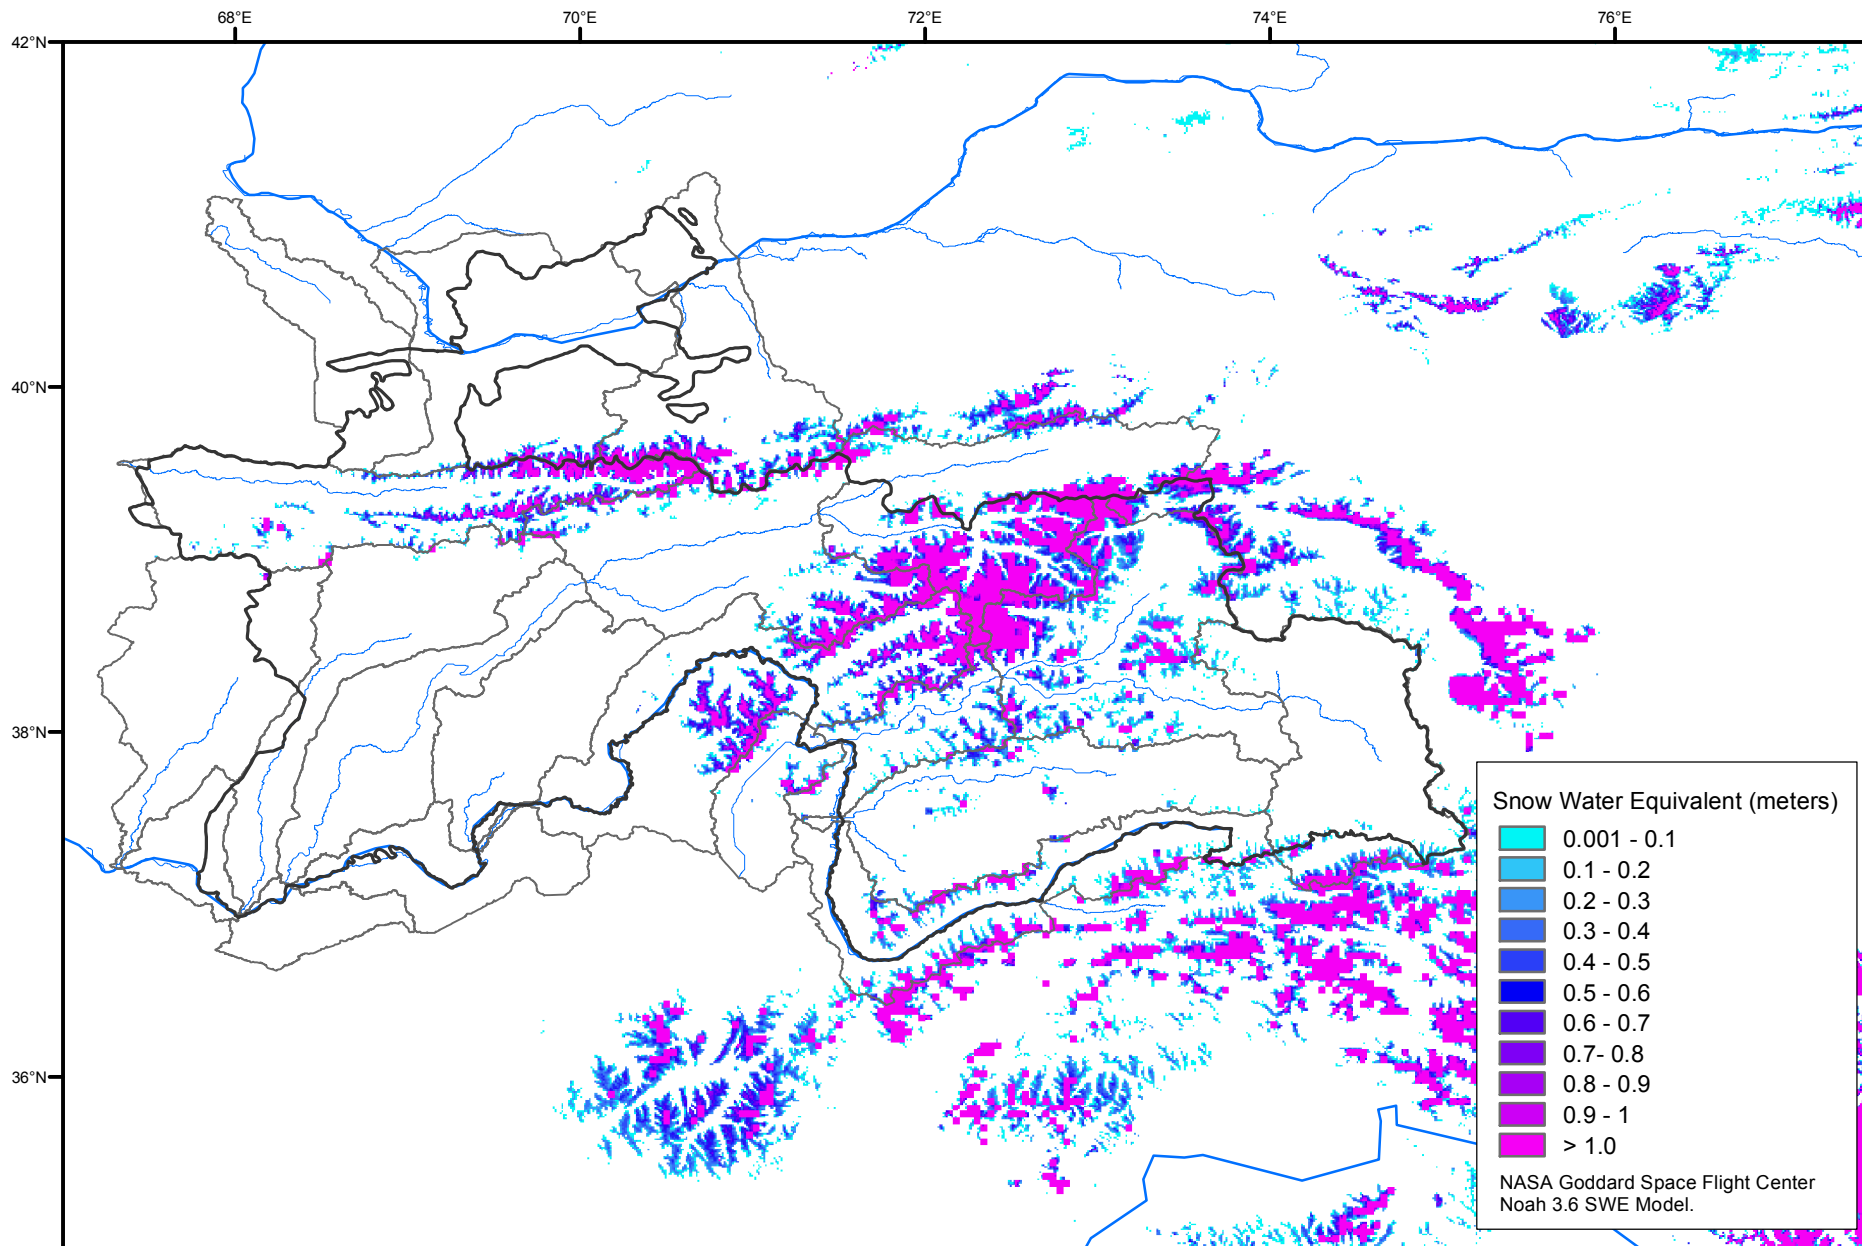 68°E
70°E
72°E
74°E
76°E
42°N
40°N
38°N
36°N
Snow Water Equivalent (meters)
0.001 - 0.1
0.1 - 0.2
0.2 - 0.3
0.3 - 0.4
0.4 - 0.5
0.5 - 0.6
0.6 - 0.7
0.7- 0.8
0.8 - 0.9
0.9 - 1
> 1.0
NASA Goddard Space Flight Center
Noah 3.6 SWE Model.